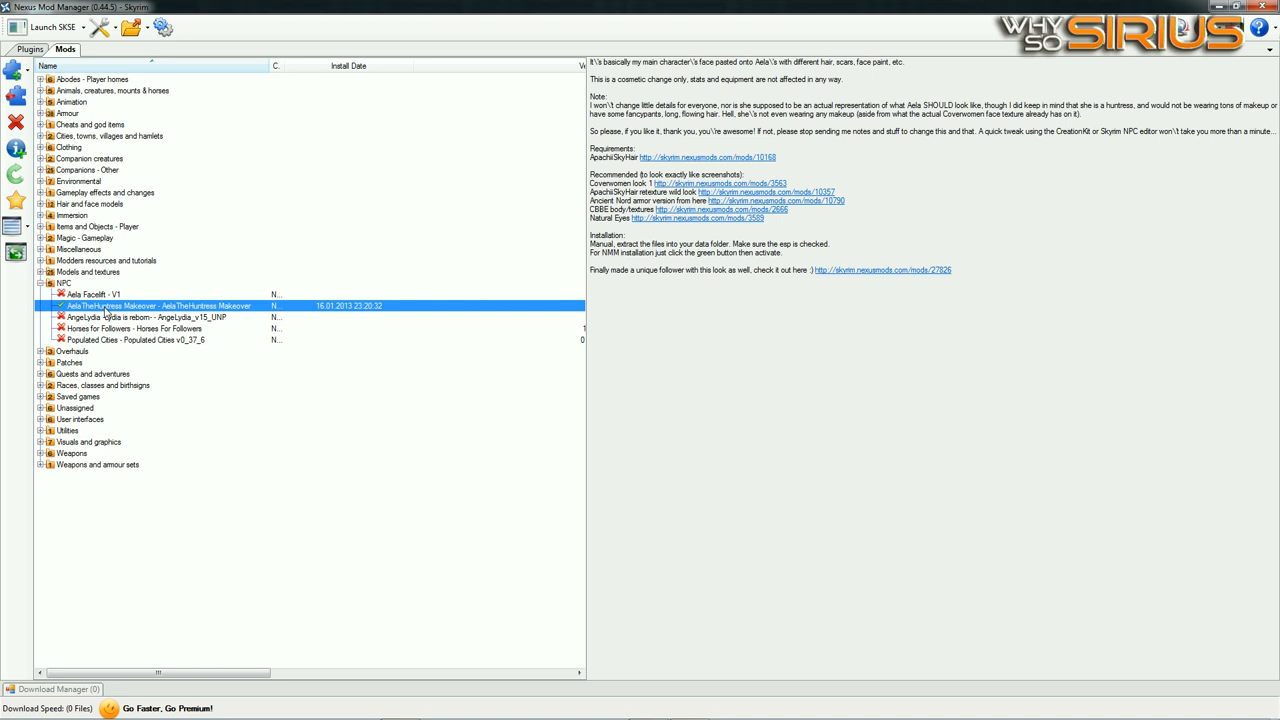 Nexus Mod Manager (0.44.5) - Skyrim
Launch SKSE
WHY SO SIRIUS
Plugins
Mods
Name
C.
Install Date
Abodes - Player homes
Animals, creatures, mounts & horses
Animation
Armour
Cheats and god items
Cities, towns, villages and hamlets
Clothing
Companion creatures
Companions - Other
Environmental
Gameplay effects and changes
Hair and face models
Immersion
Items and Objects - Player
Magic - Gameplay
Miscellaneous
Modders resources and tutorials
Models and textures
NPC
Aela Facelift - V1 N...
AelaTheHuntress Makeover - AelaTheHuntress Makeover N... 16.01.2013 23:20:32
AngeLydia Lydia is reborn- - AngeLydia_v15_UNP N...
Horses for Followers - Horses For Followers N... 1
Populated Cities - Populated Cities v0_37_6 N... 0
Overhauls
Patches
Quests and adventures
Races, classes and birthsigns
Saved games
Unassigned
User interfaces
Utilities
Visuals and graphics
Weapons
Weapons and armour sets
It\'s basically my main character\'s face pasted onto Aela\'s with different hair, scars, face paint, etc.
This is a cosmetic change only, stats and equipment are not affected in any way.
Note:
I won\'t change little details for everyone, nor is she supposed to be an actual representation of what Aela SHOULD look like, though I did keep in mind that she is a huntress, and would not be wearing tons of makeup or
have some fancypants, long, flowing hair. Hell, she\'s not even wearing any makeup (aside from what the actual Coverwomen face texture already has on it).
So please, if you like it, thank you, you\'re awesome! If not, please stop sending me notes and stuff to change this and that. A quick tweak using the CreationKit or Skyrim NPC editor won\'t take you more than a minute...
Requirements:
ApachiiSkyHair http://skyrim.nexusmods.com/mods/10168
Recommended (to look exactly like screenshots):
Coverwomen look 1 http://skyrim.nexusmods.com/mods/3563
ApachiiSkyHair retexture wild look http://skyrim.nexusmods.com/mods/10357
Ancient Nord armor version from here http://skyrim.nexusmods.com/mods/10790
CBBE body/textures http://skyrim.nexusmods.com/mods/2666
Natural Eyes http://skyrim.nexusmods.com/mods/3589
Installation:
Manual, extract the files into your data folder. Make sure the esp is checked.
For NMM installation just click the green button then activate.
Finally made a unique follower with this look as well, check it out here :) http://skyrim.nexusmods.com/mods/27826
Download Manager (0)
Download Speed: (0 Files)
Go Faster, Go Premium!